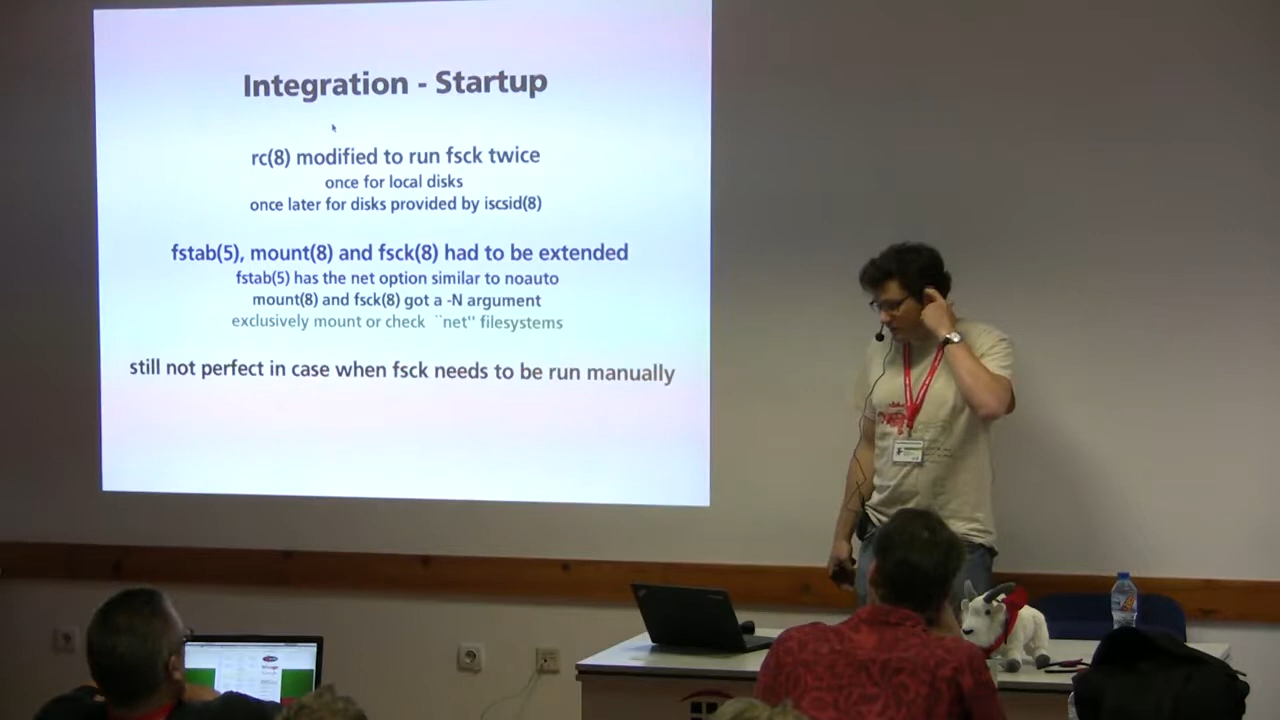 Integration - Startup
rc(8) modified to run fsck twice
once for local disks
once later for disks provided by iscsid(8)
fstab(5), mount(8) and fsck(8) had to be extended
fstab(5) has the net option similar to noauto
mount(8) and fsck(8) got a -N argument
exclusively mount or check ``net'' filesystems
still not perfect in case when fsck needs to be run manually